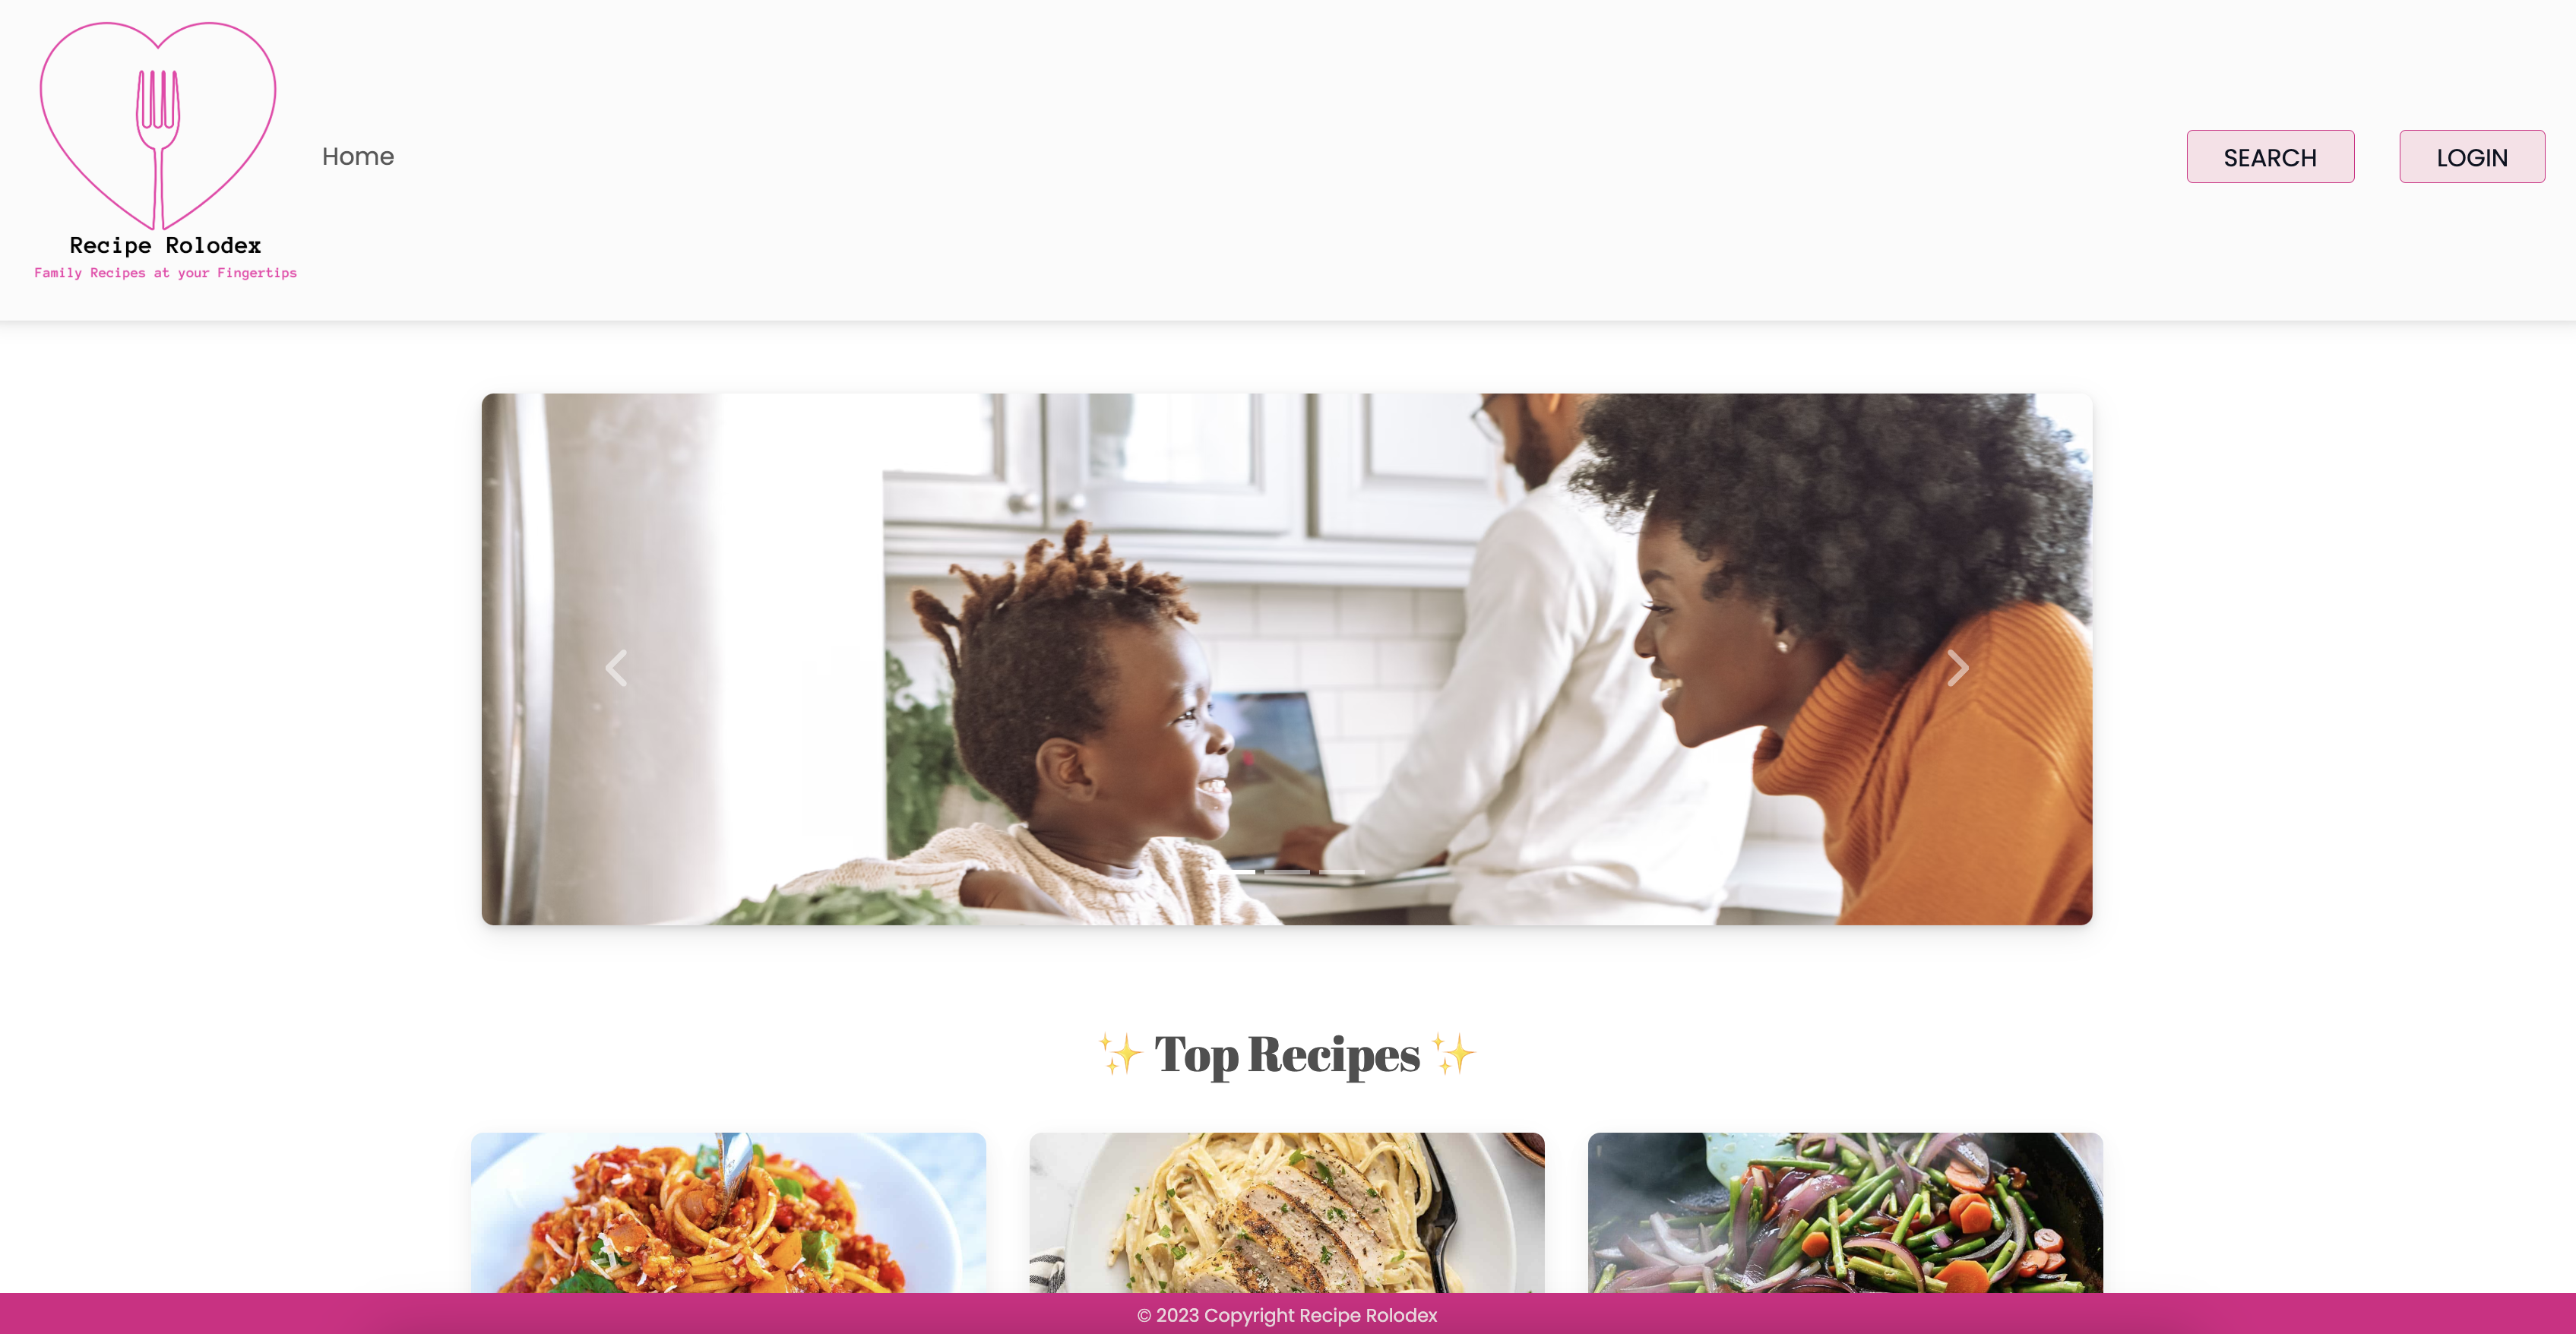 Recipe Rolodex
Family Recipes at your Fingertips
Home
SEARCH
LOGIN
✨ Top Recipes ✨
© 2023 Copyright Recipe Rolodex